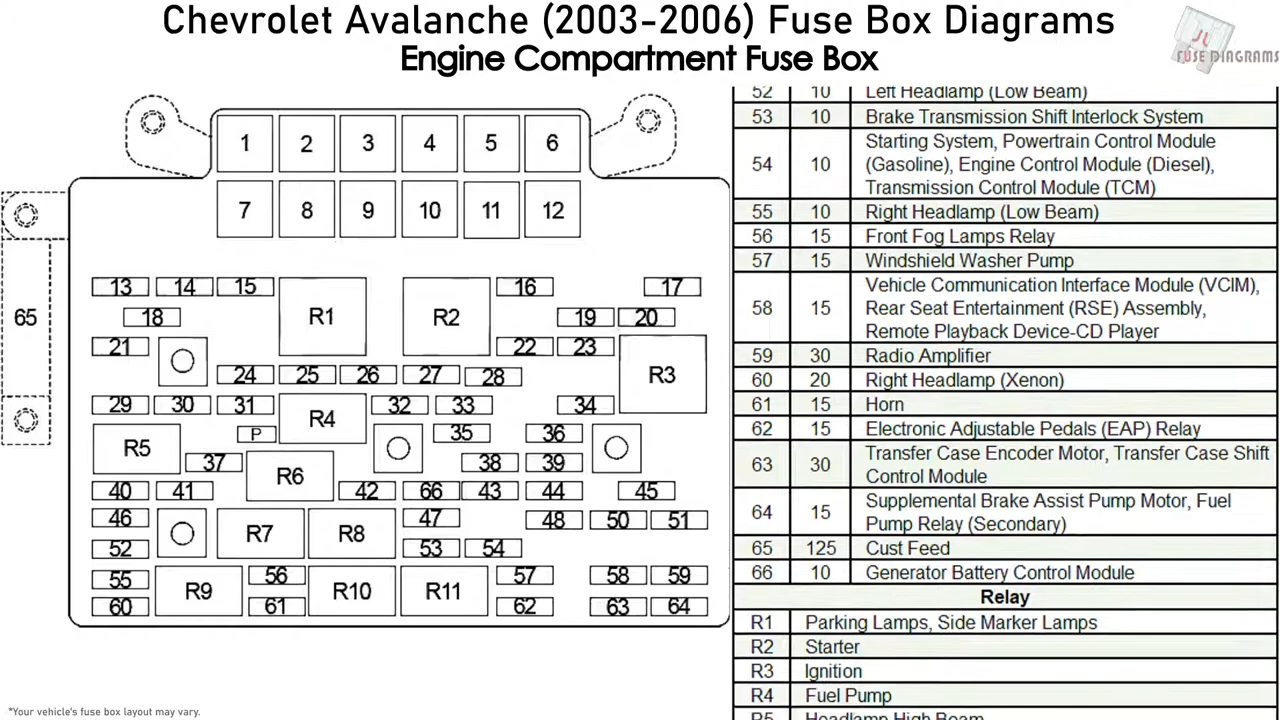 Chevrolet Avalanche (2003-2006) Fuse Box Diagrams
Engine Compartment Fuse Box
FUSE DIAGRAMS
1 2 3 4 5 6
7 8 9 10 11 12
13 14 15 R1 R2 16 17
18 19 20
65
21 22 23
R3
24 25 26 27 28
29 30 31 R4 32 33 34
P 35 36
R5
37 R6 38 39
40 41 42 66 43 44 45
46 R7 R8 47 48 50 51
52 53 54
55 R9 56 R10 R11 57 58 59
60 61 62 63 64
52 10 Left Headlamp (Low Beam)
53 10 Brake Transmission Shift Interlock System
54 10 Starting System, Powertrain Control Module
(Gasoline), Engine Control Module (Diesel),
Transmission Control Module (TCM)
55 10 Right Headlamp (Low Beam)
56 15 Front Fog Lamps Relay
57 15 Windshield Washer Pump
58 15 Vehicle Communication Interface Module (VCIM),
Rear Seat Entertainment (RSE) Assembly,
Remote Playback Device-CD Player
59 30 Radio Amplifier
60 20 Right Headlamp (Xenon)
61 15 Horn
62 15 Electronic Adjustable Pedals (EAP) Relay
63 30 Transfer Case Encoder Motor, Transfer Case Shift
Control Module
64 15 Supplemental Brake Assist Pump Motor, Fuel
Pump Relay (Secondary)
65 125 Cust Feed
66 10 Generator Battery Control Module
Relay
R1 Parking Lamps, Side Marker Lamps
R2 Starter
R3 Ignition
R4 Fuel Pump
R5 Headlamp High Beam
*Your vehicle's fuse box layout may vary.